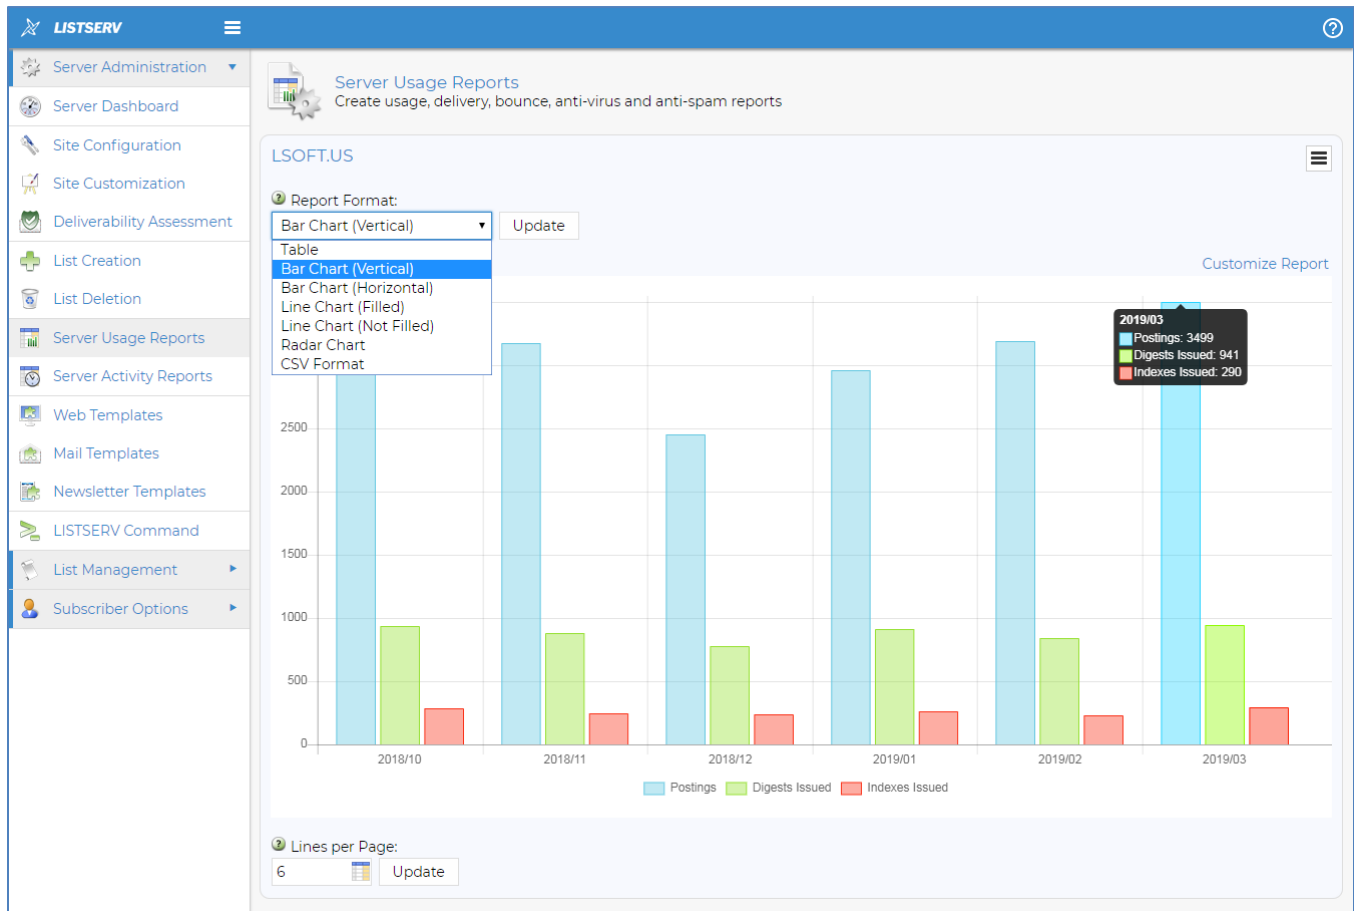 LISTSERV
Server Administration
Server Dashboard
Site Configuration
Site Customization
Deliverability Assessment
List Creation
List Deletion
Server Usage Reports
Server Activity Reports
Web Templates
Mail Templates
Newsletter Templates
LISTSERV Command
List Management
Subscriber Options
Server Usage Reports
Create usage, delivery, bounce, anti-virus and anti-spam reports
LSOFT.US
Report Format:
Bar Chart (Vertical) Update
Table
Bar Chart (Vertical)
Bar Chart (Horizontal)
Line Chart (Filled)
Line Chart (Not Filled)
Radar Chart
CSV Format
Customize Report
2019/03
Postings: 3499
Digests Issued: 941
Indexes Issued: 290
2500
2000
1500
1000
500
0
2018/10 2018/11 2018/12 2019/01 2019/02 2019/03
Postings Digests Issued Indexes Issued
Lines per Page:
6 Update